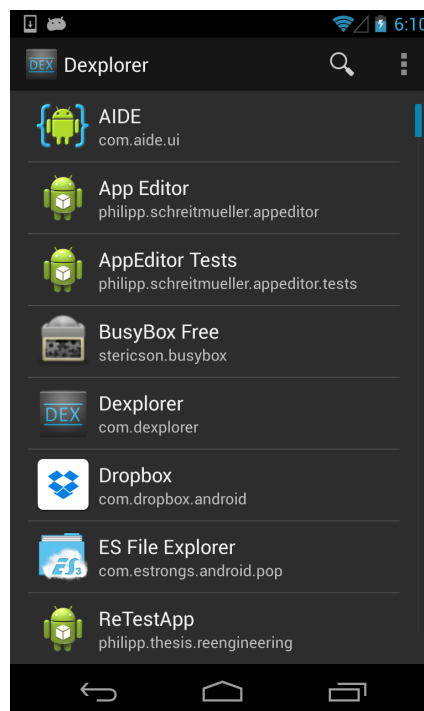 6:10
DEX Dexplorer
AIDE
com.aide.ui
App Editor
philipp.schreitmueller.appeditor
AppEditor Tests
philipp.schreitmueller.appeditor.tests
BusyBox Free
stericson.busybox
DEX
Dexplorer
com.dexplorer
Dropbox
com.dropbox.android
ES3
ES File Explorer
com.estrongs.android.pop
ReTestApp
philipp.thesis.reengineering